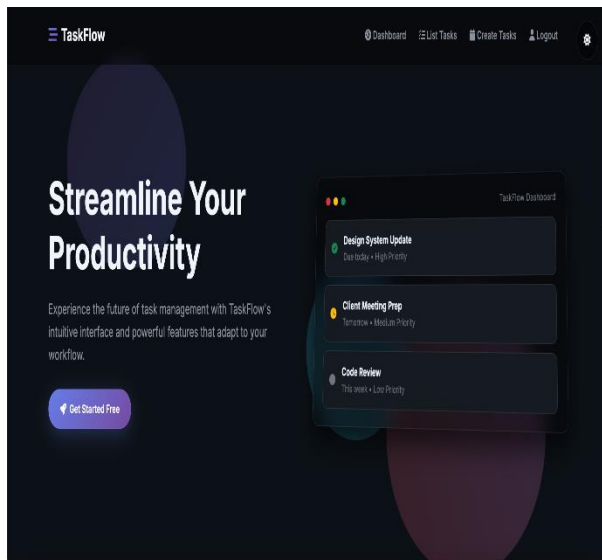 TaskFlow
Dashboard
List Tasks
Create Tasks
Logout
Streamline Your
Productivity
Experience the future of task management with TaskFlow's
intuitive interface and powerful features that adapt to your
workflow.
Get Started Free
TaskFlow Dashboard
Design System Update
Due today • High Priority
Client Meeting Prep
Tomorrow • Medium Priority
Code Review
This week • Low Priority